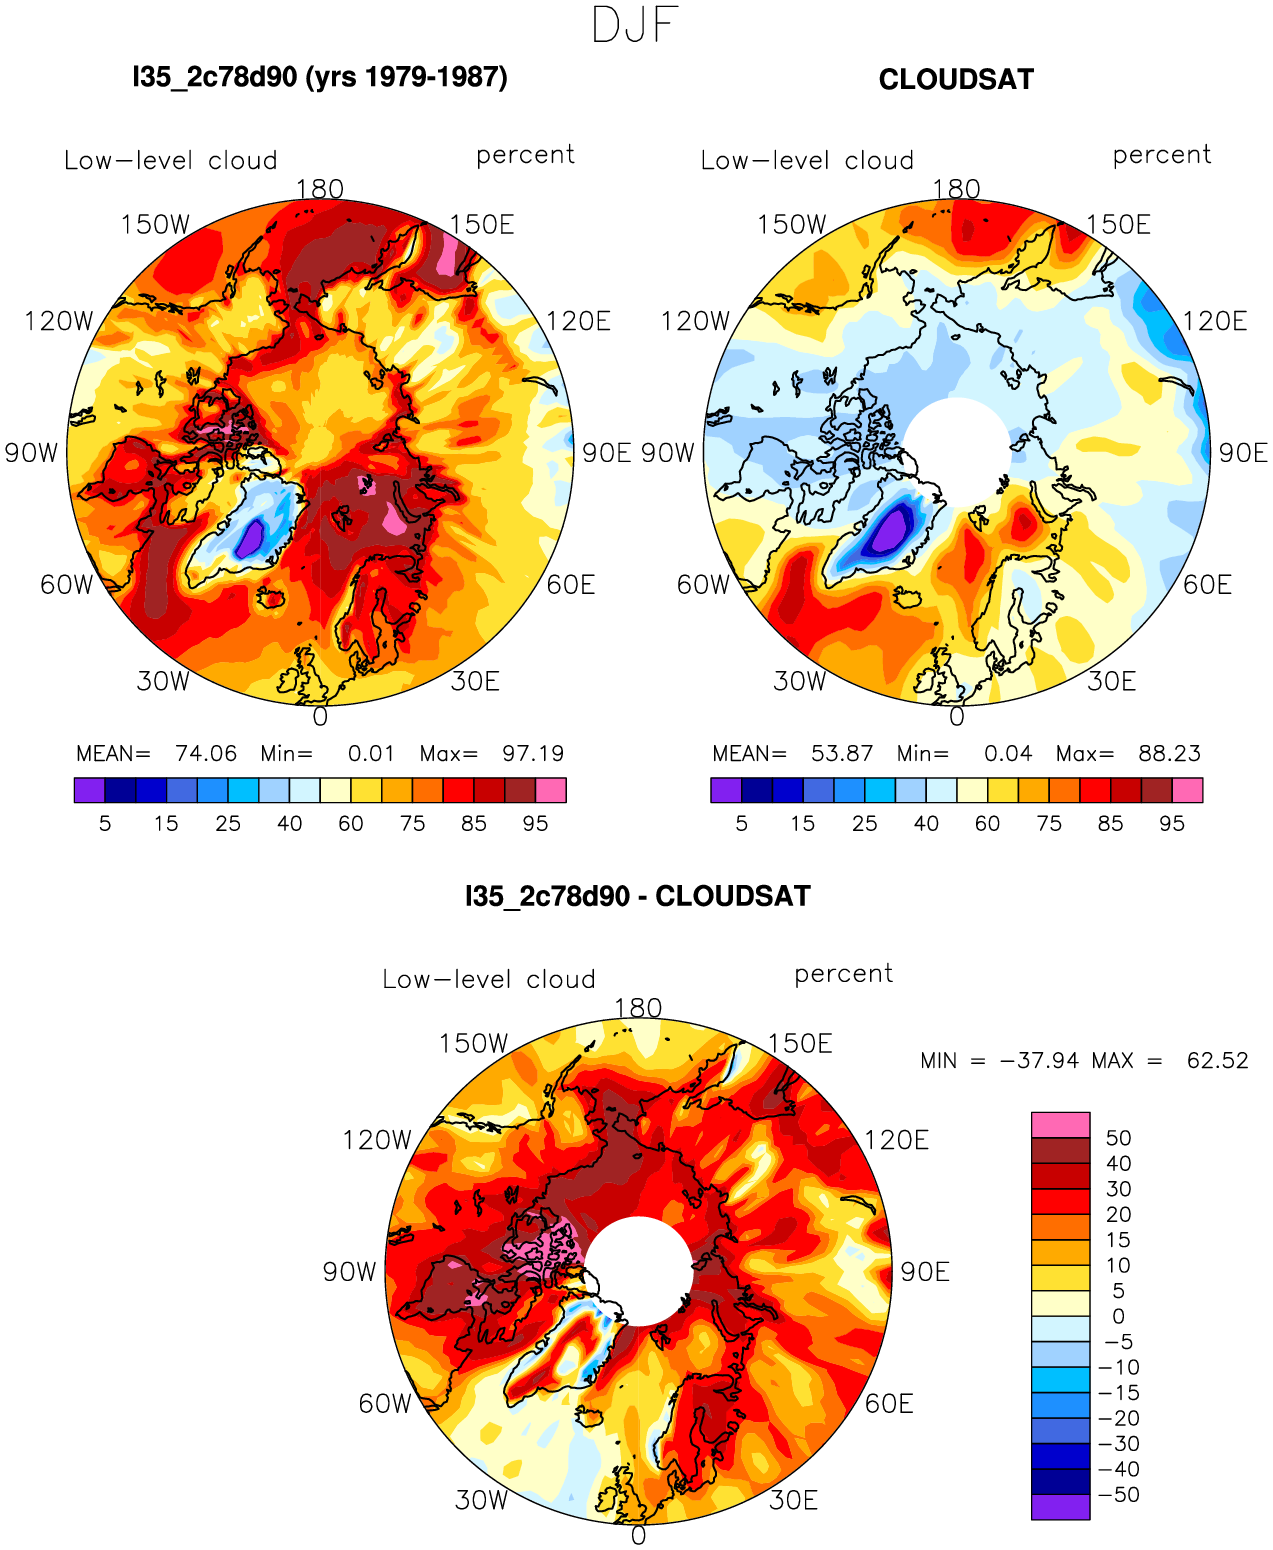 DJF
I35_2c78d90 (yrs 1979-1987)
Low-level cloud percent
180
150W 150E
120W 120E
90W 90E
60W 60E
30W 30E
0
MEAN= 74.06 Min= 0.01 Max= 97.19
5 15 25 40 60 75 85 95
CLOUDSAT
Low-level cloud percent
180
150W 150E
120W 120E
90W 90E
60W 60E
30W 30E
0
MEAN= 53.87 Min= 0.04 Max= 88.23
5 15 25 40 60 75 85 95
I35_2c78d90 - CLOUDSAT
Low-level cloud percent
180
150W 150E
120W 120E
90W 90E
60W 60E
30W 30E
0
MIN = -37.94 MAX = 62.52
50
40
30
20
15
10
5
0
-5
-10
-15
-20
-30
-40
-50